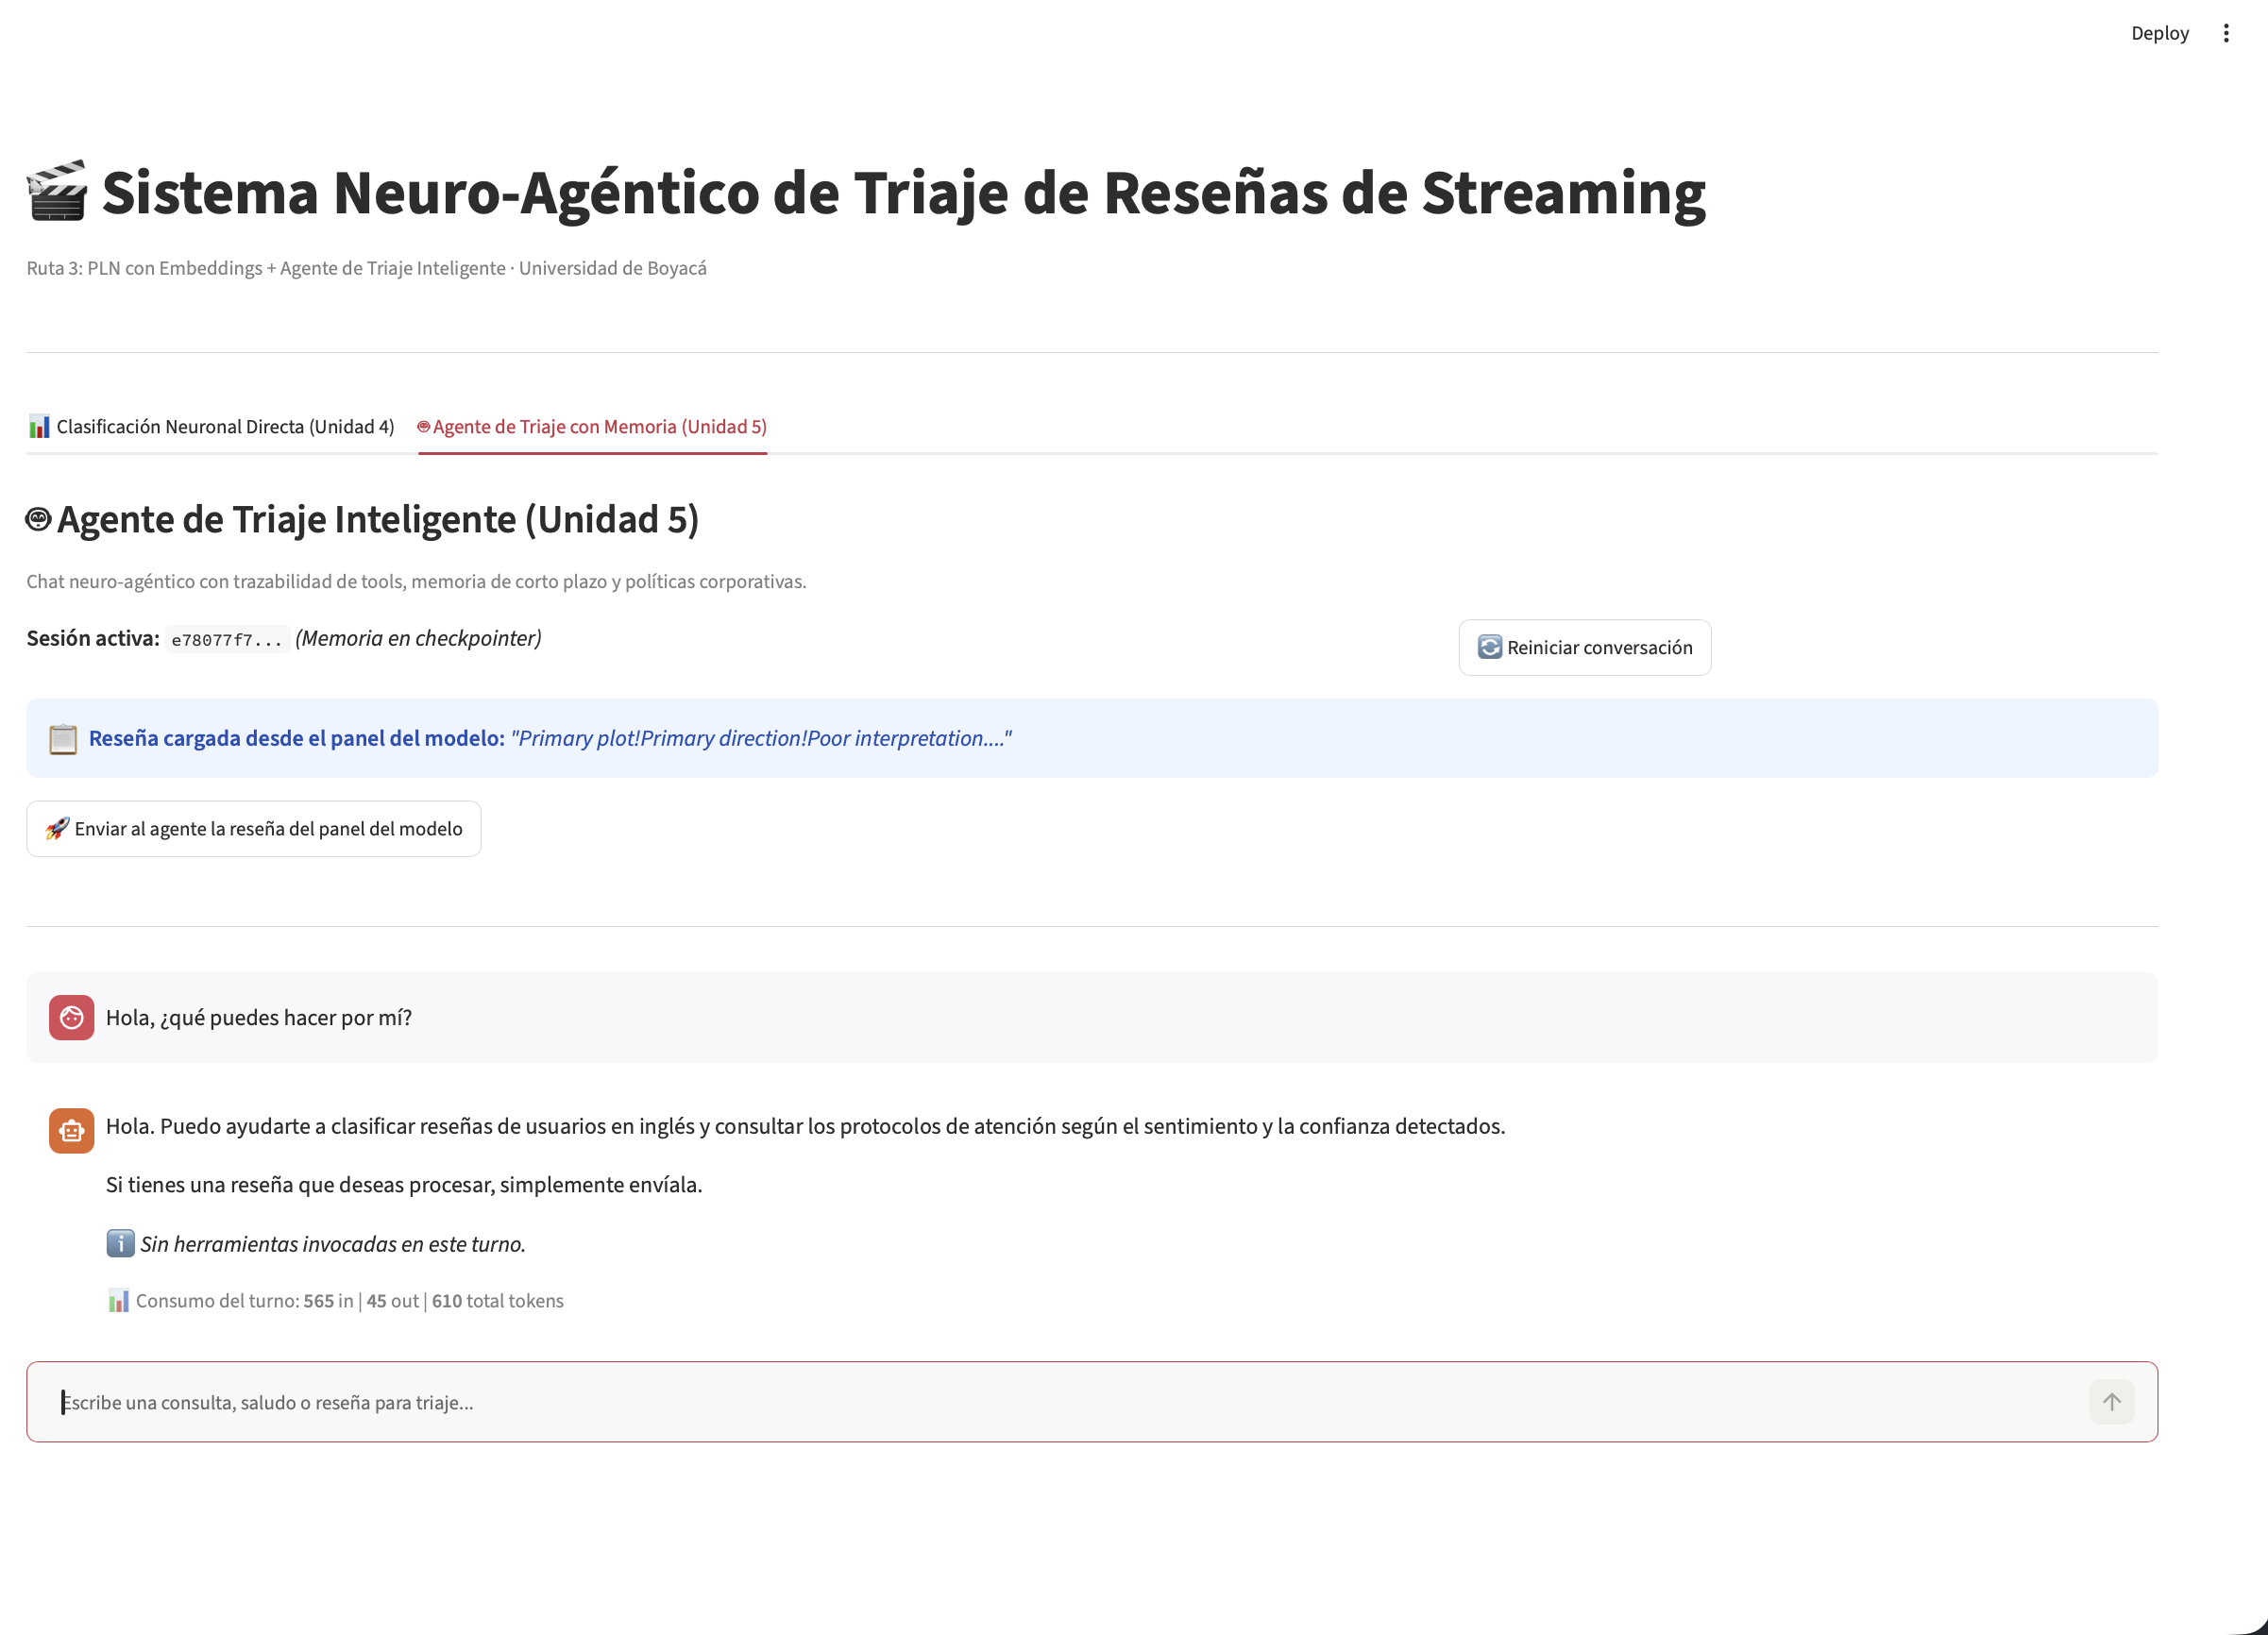 Deploy
Sistema Neuro-Agéntico de Triaje de Reseñas de Streaming
Ruta 3: PLN con Embeddings + Agente de Triaje Inteligente · Universidad de Boyacá
Clasificación Neuronal Directa (Unidad 4) Agente de Triaje con Memoria (Unidad 5)
Agente de Triaje Inteligente (Unidad 5)
Chat neuro-agéntico con trazabilidad de tools, memoria de corto plazo y políticas corporativas.
Sesión activa: e78077f7... (Memoria en checkpointer)
Reiniciar conversación
Reseña cargada desde el panel del modelo: "Primary plot!Primary direction!Poor interpretation...."
Enviar al agente la reseña del panel del modelo
Hola, ¿qué puedes hacer por mí?
Hola. Puedo ayudarte a clasificar reseñas de usuarios en inglés y consultar los protocolos de atención según el sentimiento y la confianza detectados.
Si tienes una reseña que deseas procesar, simplemente envíala.
Sin herramientas invocadas en este turno.
Consumo del turno: 565 in | 45 out | 610 total tokens
Escribe una consulta, saludo o reseña para triaje...